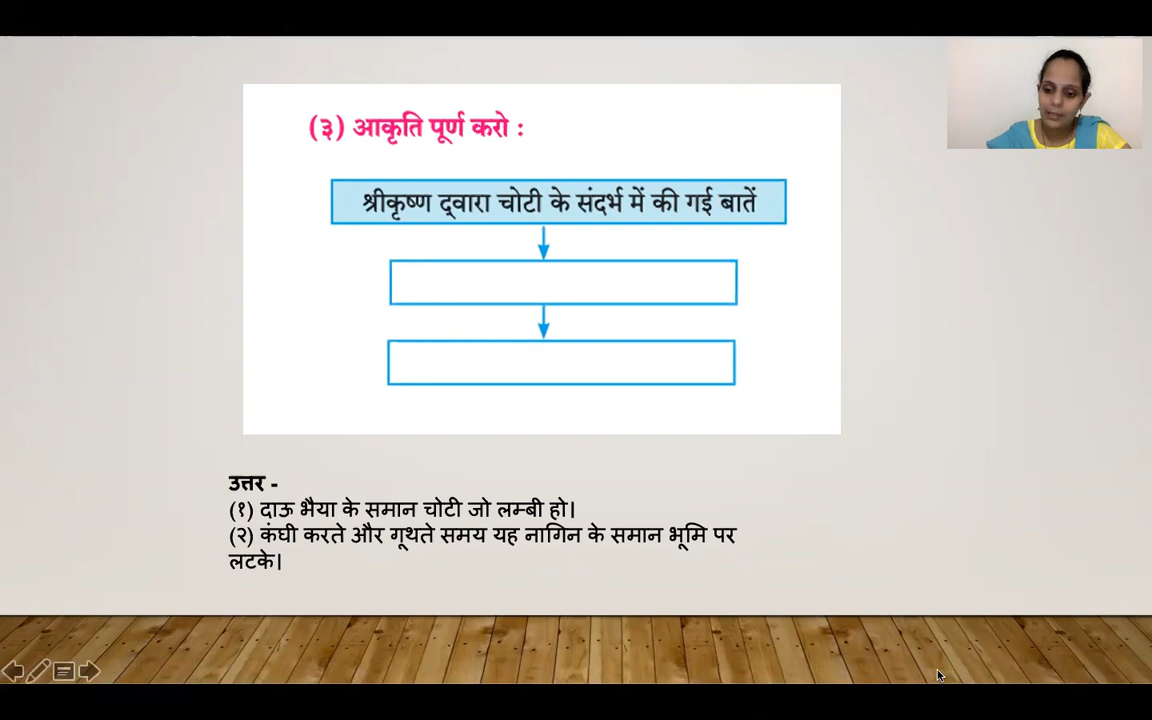 (३) आकृति पूर्ण करो :
श्रीकृष्ण द्‌वारा चोटी के संदर्भ में की गई बातें
उत्तर -
(१) दाऊ भैया के समान चोटी जो लम्बी हो।
(२) कंघी करते और गूथते समय यह नागिन के समान भूमि पर
लटके।